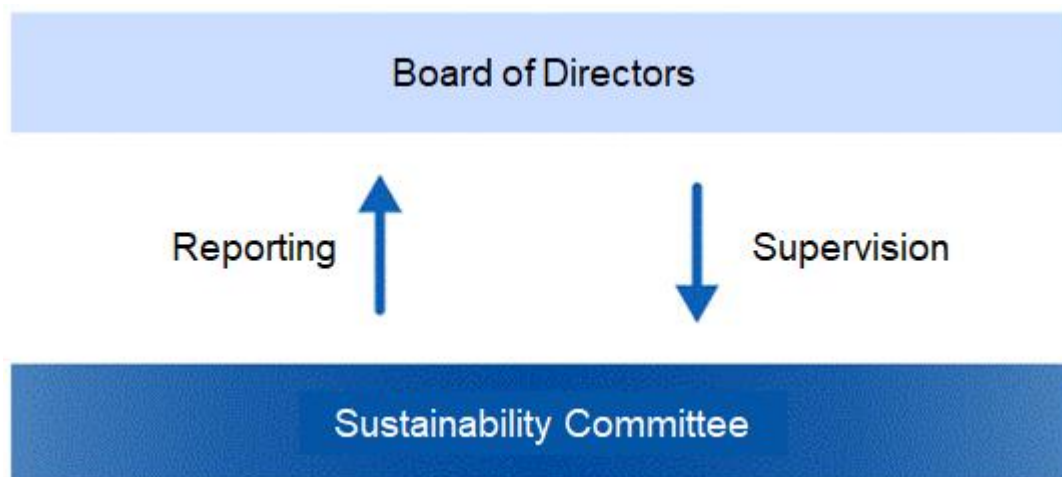 Board of Directors
Reporting
Supervision
Sustainability Committee